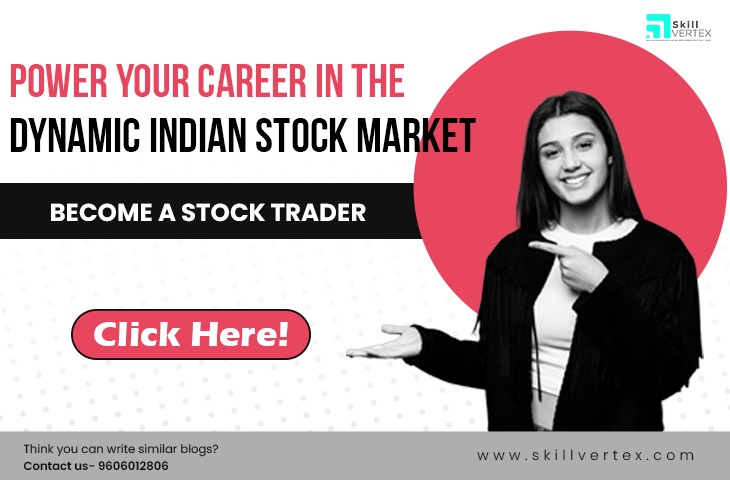 Skill
VERTEX
POWER YOUR CAREER IN THE
DYNAMIC INDIAN STOCK MARKET
BECOME A STOCK TRADER
Click Here!
Think you can write similar blogs?
Contact us- 9606012806
www.skillvertex.com